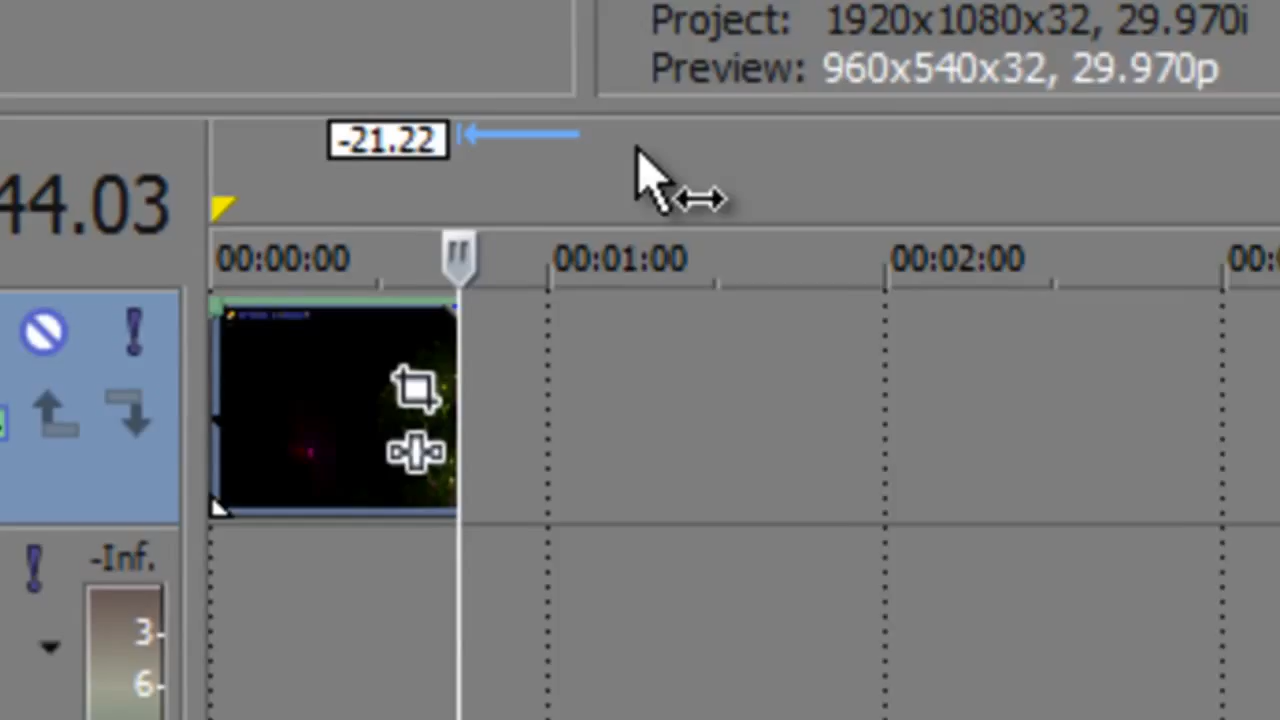 Project: 1920x1080x32, 29.970i
Preview: 960x540x32, 29.970p
-21.22
44.03
00:00:00 00:01:00 00:02:00 00:
-Inf.
3-
6-